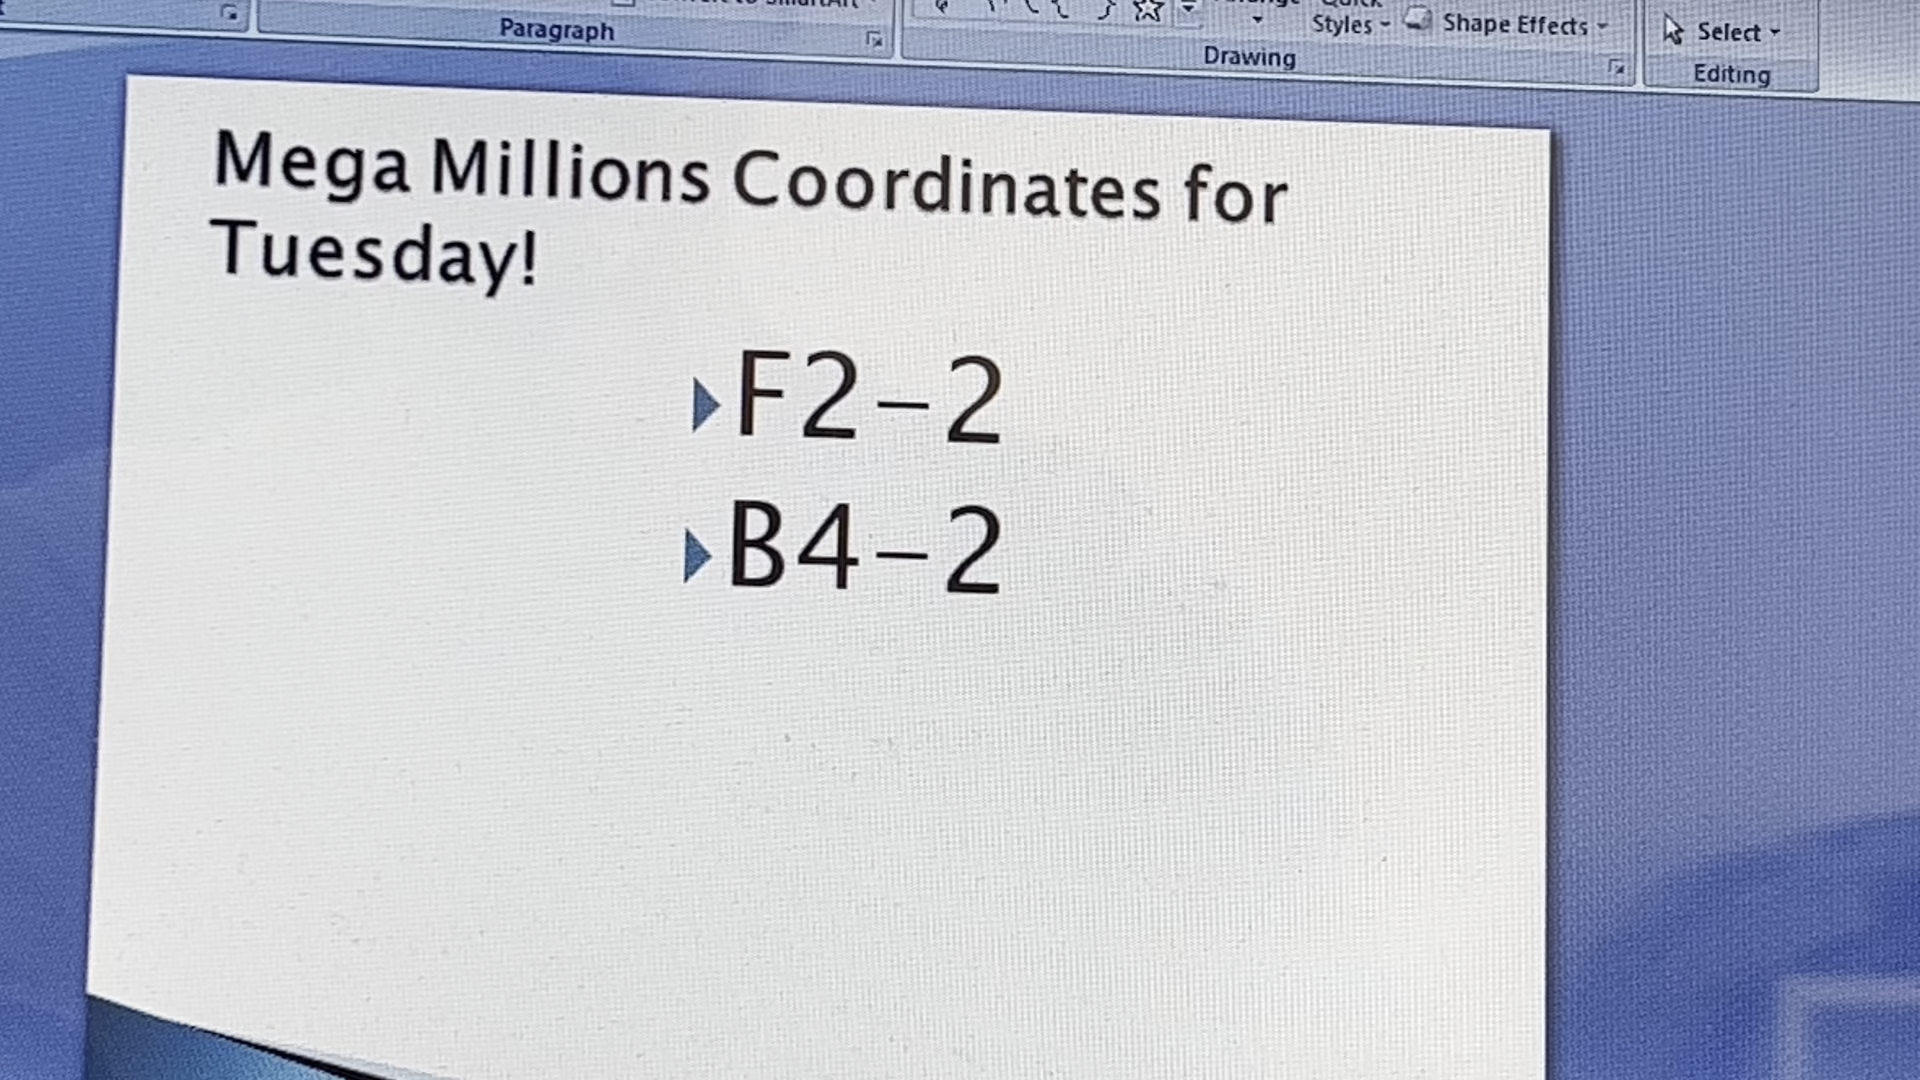 Paragraph
Drawing
Styles
Shape Effects
Select
Editing
Mega Millions Coordinates for
Tuesday!
F2-2
B4-2